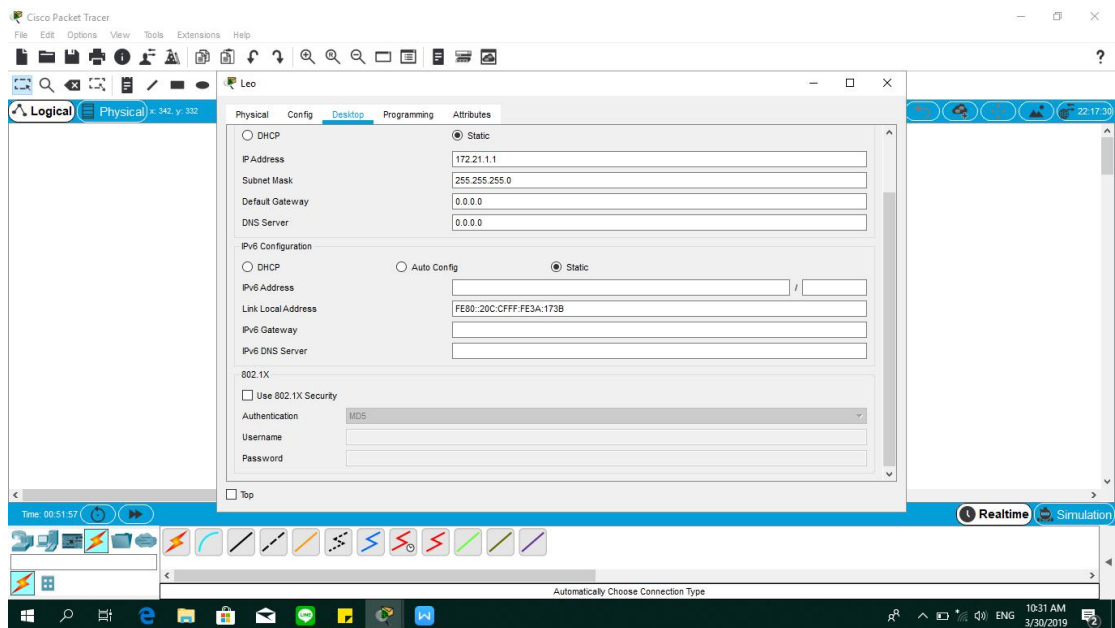 Cisco Packet Tracer
File Edit Options View Tools Extensions Help
?
Leo
Logical Physical x: 342, y: 332
22:17:30
Physical Config Desktop Programming Attributes
DHCP Static
IP Address 172.21.1.1
Subnet Mask 255.255.255.0
Default Gateway 0.0.0.0
DNS Server 0.0.0.0
IPv6 Configuration
DHCP Auto Config Static
IPv6 Address /
Link Local Address FE80::20C:CFFF:FE3A:173B
IPv6 Gateway
IPv6 DNS Server
802.1X
Use 802.1X Security
Authentication MD5
Username
Password
Top
Time: 00:51:57 Realtime Simulation
Automatically Choose Connection Type
LINE
W
ENG 10:31 AM
3/30/2019 2